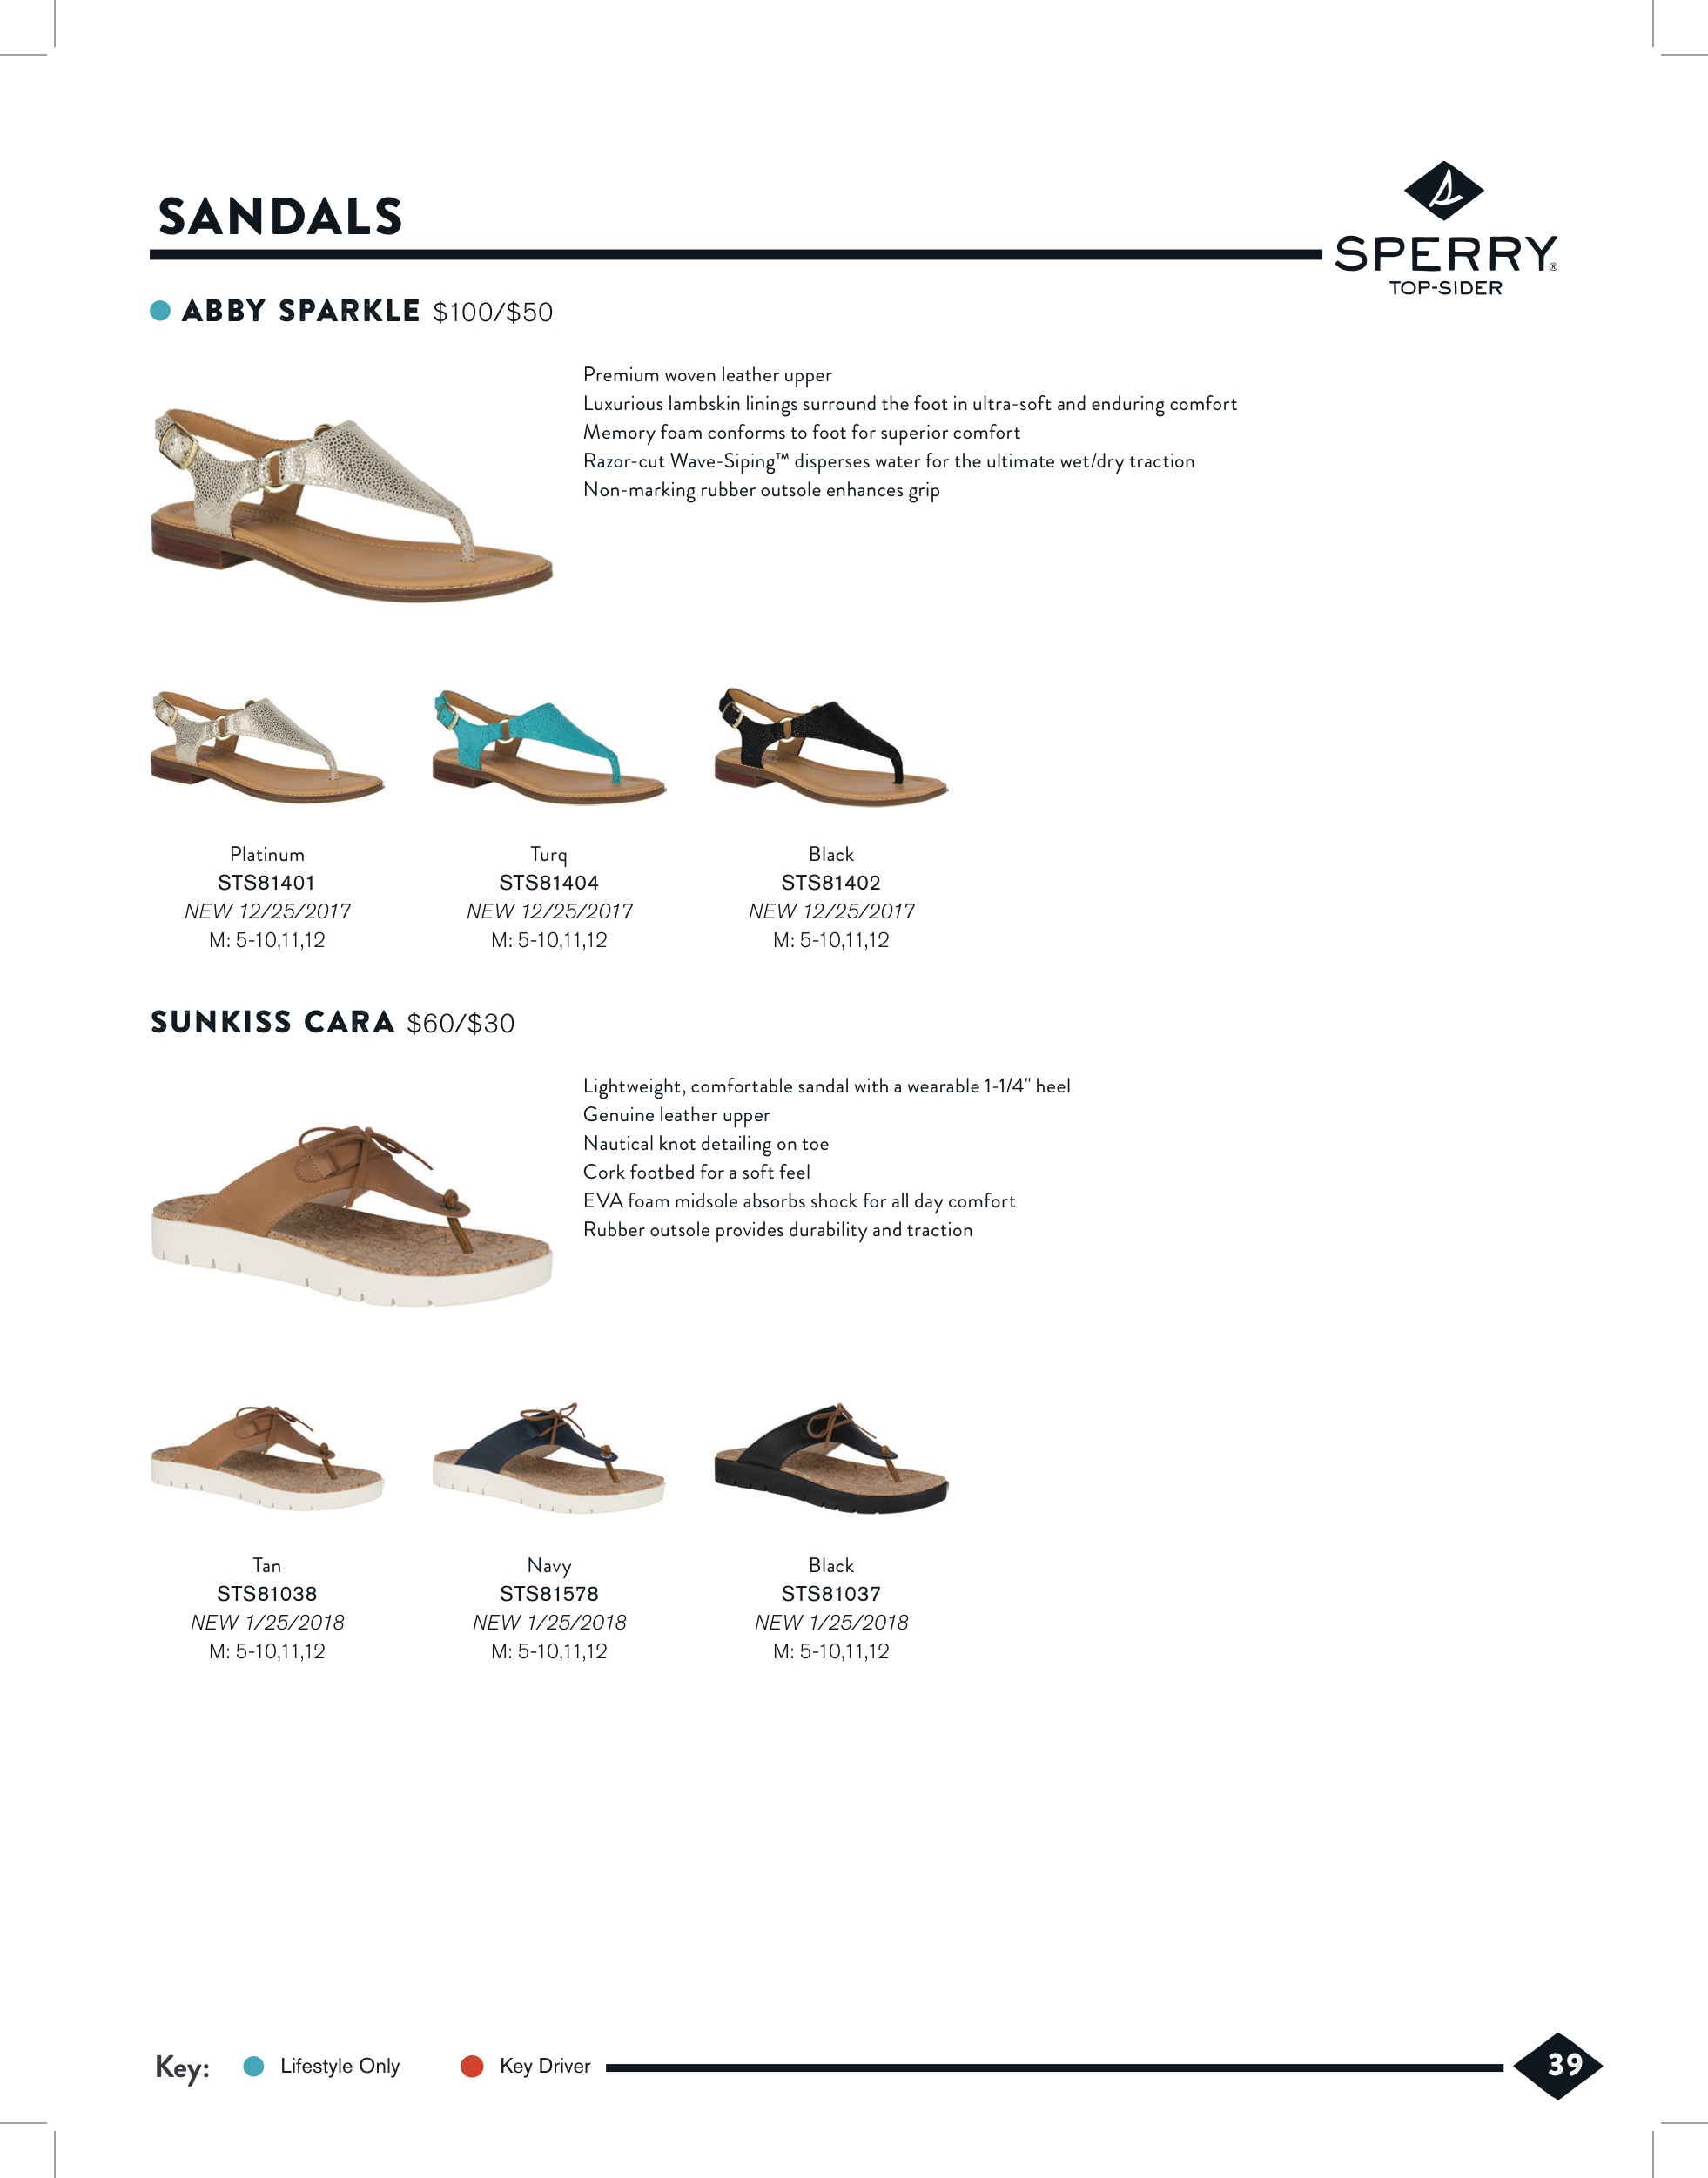 SANDALS
SPERRY®
TOP-SIDER
ABBY SPARKLE $100/$50
Premium woven leather upper
Luxurious lambskin linings surround the foot in ultra-soft and enduring comfort
Memory foam conforms to foot for superior comfort
Razor-cut Wave-Siping™ disperses water for the ultimate wet/dry traction
Non-marking rubber outsole enhances grip
Platinum
STS81401
NEW 12/25/2017
M: 5-10,11,12
Turq
STS81404
NEW 12/25/2017
M: 5-10,11,12
Black
STS81402
NEW 12/25/2017
M: 5-10,11,12
SUNKISS CARA $60/$30
Lightweight, comfortable sandal with a wearable 1-1/4" heel
Genuine leather upper
Nautical knot detailing on toe
Cork footbed for a soft feel
EVA foam midsole absorbs shock for all day comfort
Rubber outsole provides durability and traction
Tan
STS81038
NEW 1/25/2018
M: 5-10,11,12
Navy
STS81578
NEW 1/25/2018
M: 5-10,11,12
Black
STS81037
NEW 1/25/2018
M: 5-10,11,12
Key: Lifestyle Only Key Driver
39